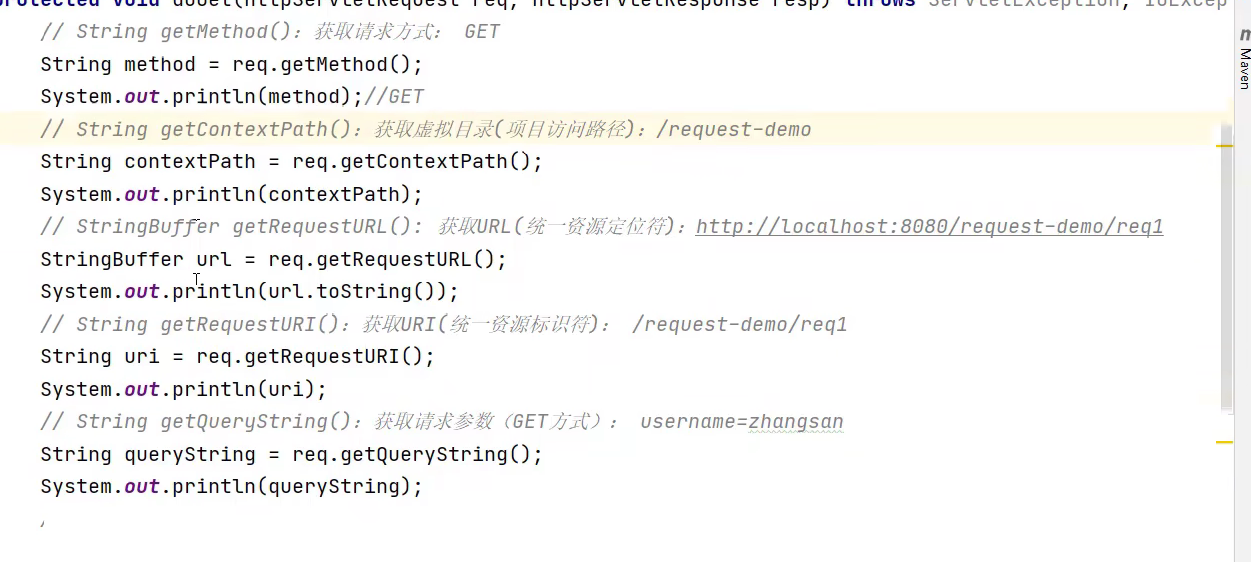 protected void doGet(HttpServletRequest req, HttpServletResponse resp) throws ServletException, IOExcep
// String getMethod()：获取请求方式： GET
String method = req.getMethod();
System.out.println(method);//GET
// String getContextPath()：获取虚拟目录(项目访问路径)：/request-demo
String contextPath = req.getContextPath();
System.out.println(contextPath);
// StringBuffer getRequestURL(): 获取URL(统一资源定位符)：http://localhost:8080/request-demo/req1
StringBuffer url = req.getRequestURL();
System.out.println(url.toString());
// String getRequestURI()：获取URI(统一资源标识符)： /request-demo/req1
String uri = req.getRequestURI();
System.out.println(uri);
// String getQueryString()：获取请求参数（GET方式）： username=zhangsan
String queryString = req.getQueryString();
System.out.println(queryString);
m
Maven